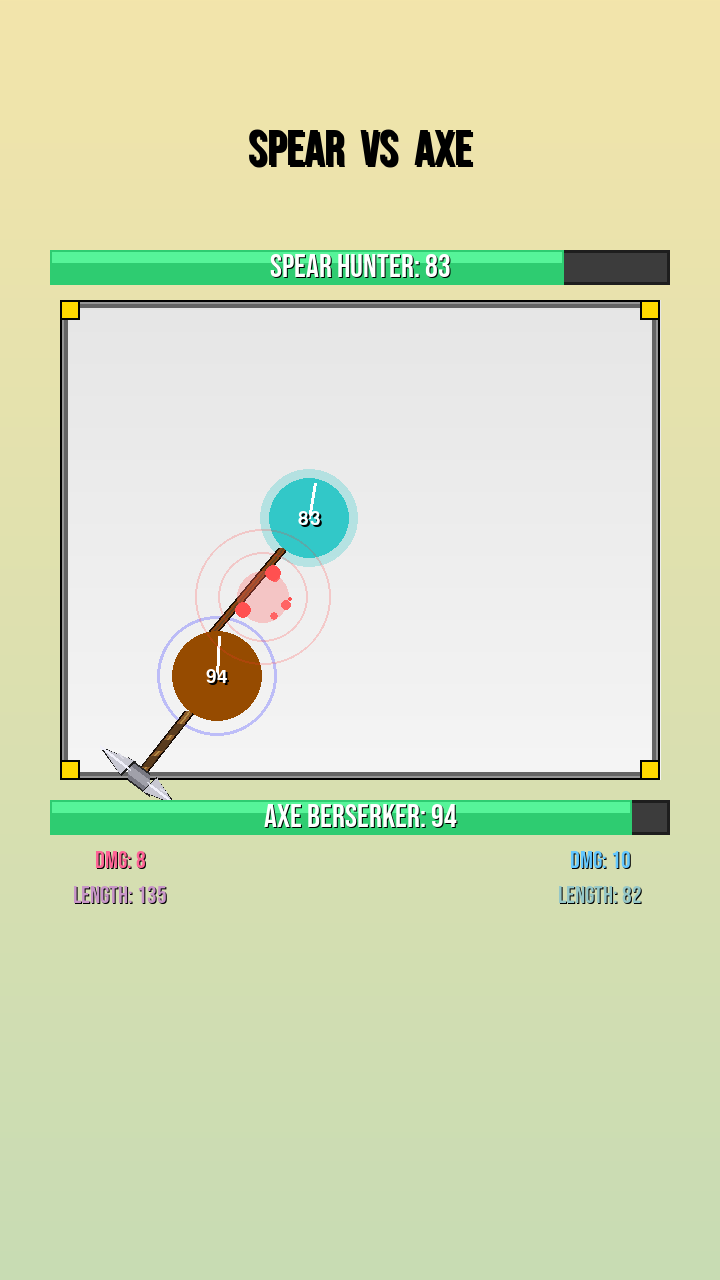 SPEAR VS AXE
SPEAR HUNTER: 83
83
94
AXE BERSERKER: 94
DMG: 8
DMG: 10
LENGTH: 135
LENGTH: 82